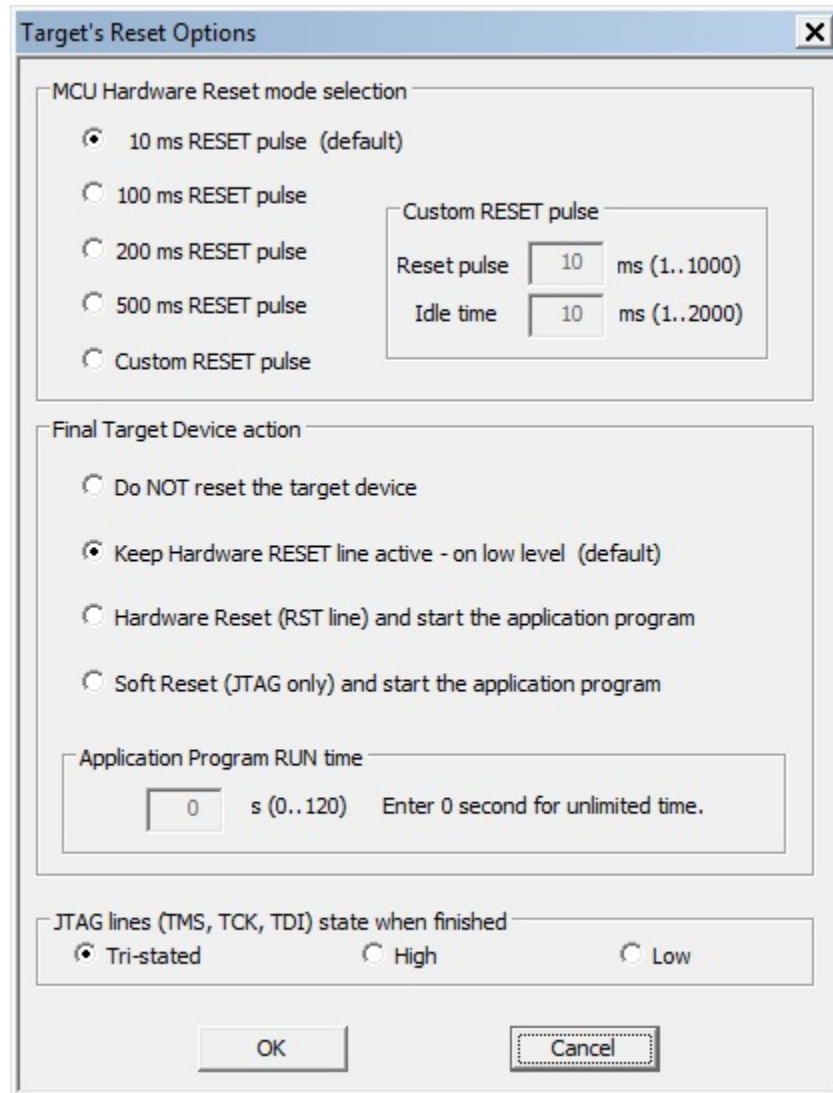 Target's Reset Options
MCU Hardware Reset mode selection
10 ms RESET pulse (default)
100 ms RESET pulse
200 ms RESET pulse
500 ms RESET pulse
Custom RESET pulse
Custom RESET pulse
Reset pulse 10 ms (1..1000)
Idle time 10 ms (1..2000)
Final Target Device action
Do NOT reset the target device
Keep Hardware RESET line active - on low level (default)
Hardware Reset (RST line) and start the application program
Soft Reset (JTAG only) and start the application program
Application Program RUN time
0 s (0..120) Enter 0 second for unlimited time.
JTAG lines (TMS, TCK, TDI) state when finished
Tri-stated High Low
OK Cancel